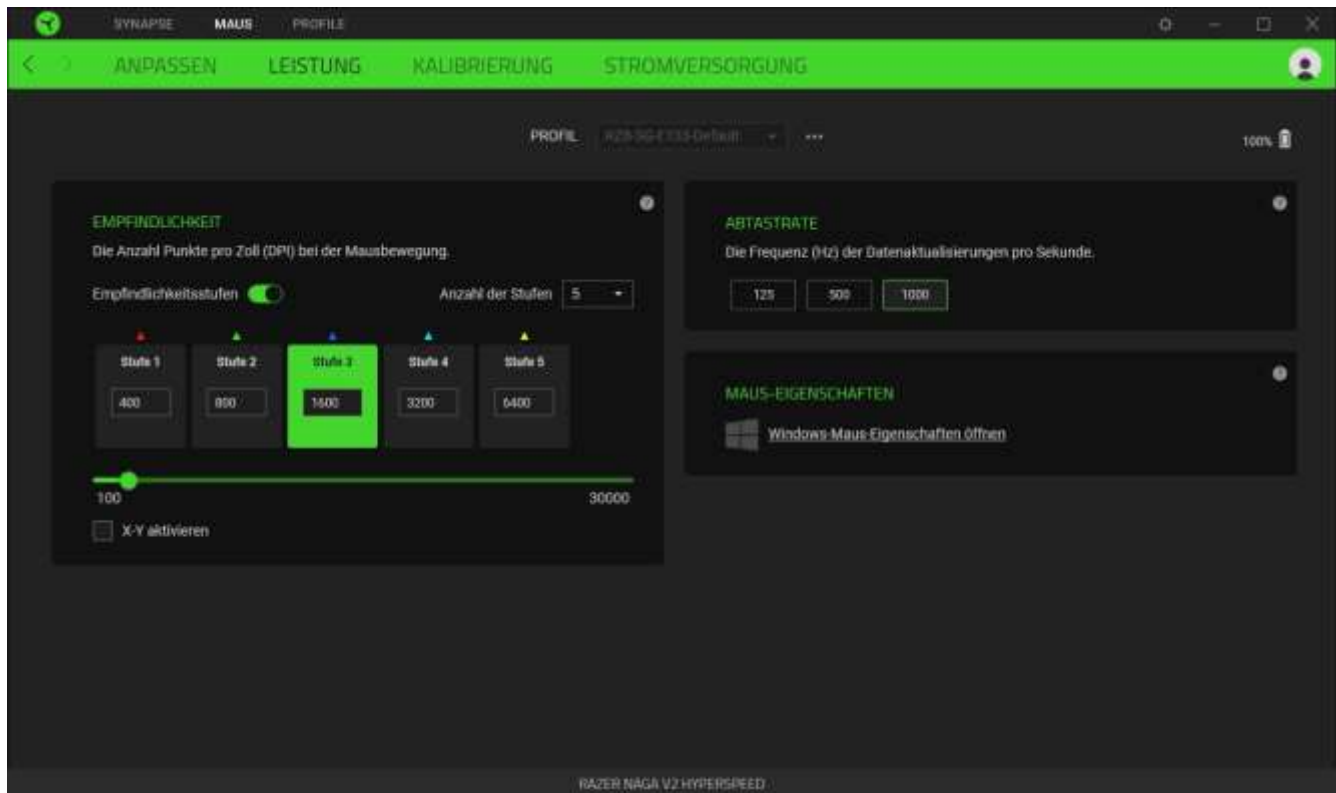 SYNAPSE MAUS PROFILE
ANPASSEN LEISTUNG KALIBRIERUNG STROMVERSORGUNG
PROFIL
100%
EMPFINDLICHKEIT
Die Anzahl Punkte pro Zoll (DPI) bei der Mausbewegung.
Empfindlichkeitsstufen Anzahl der Stufen 5
Stufe 1 Stufe 2 Stufe 3 Stufe 4 Stufe 5
400 800 1600 3200 6400
100 30000
X-Y aktivieren
ABTASTRATE
Die Frequenz (Hz) der Datenaktualisierungen pro Sekunde.
125 500 1000
MAUS-EIGENSCHAFTEN
Windows-Maus-Eigenschaften öffnen
RAZER NAGA V2 HYPERSPEED